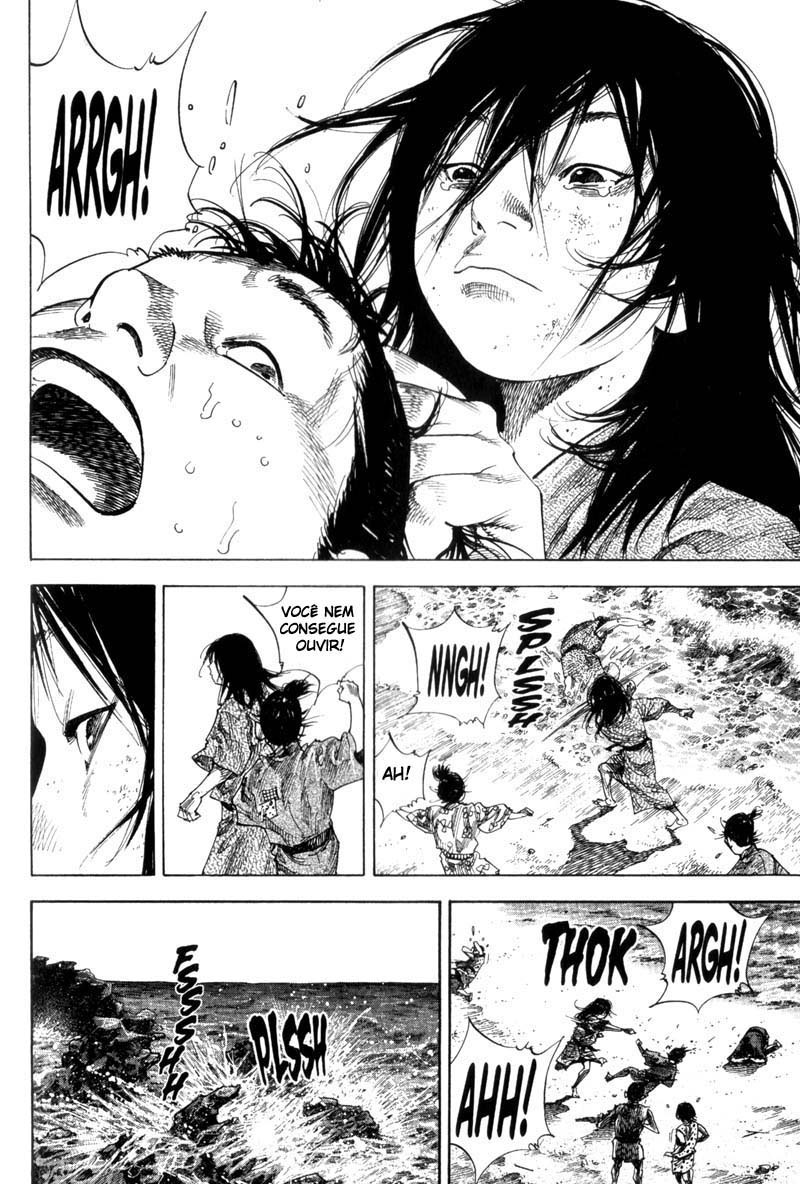 ARRGH!
SPLSSH
NNGH!
AH!
VOCÊ NEM
CONSEGUE
OUVIR!
ARGH!
THOK
AHH!
PLSSH
FSSSHH